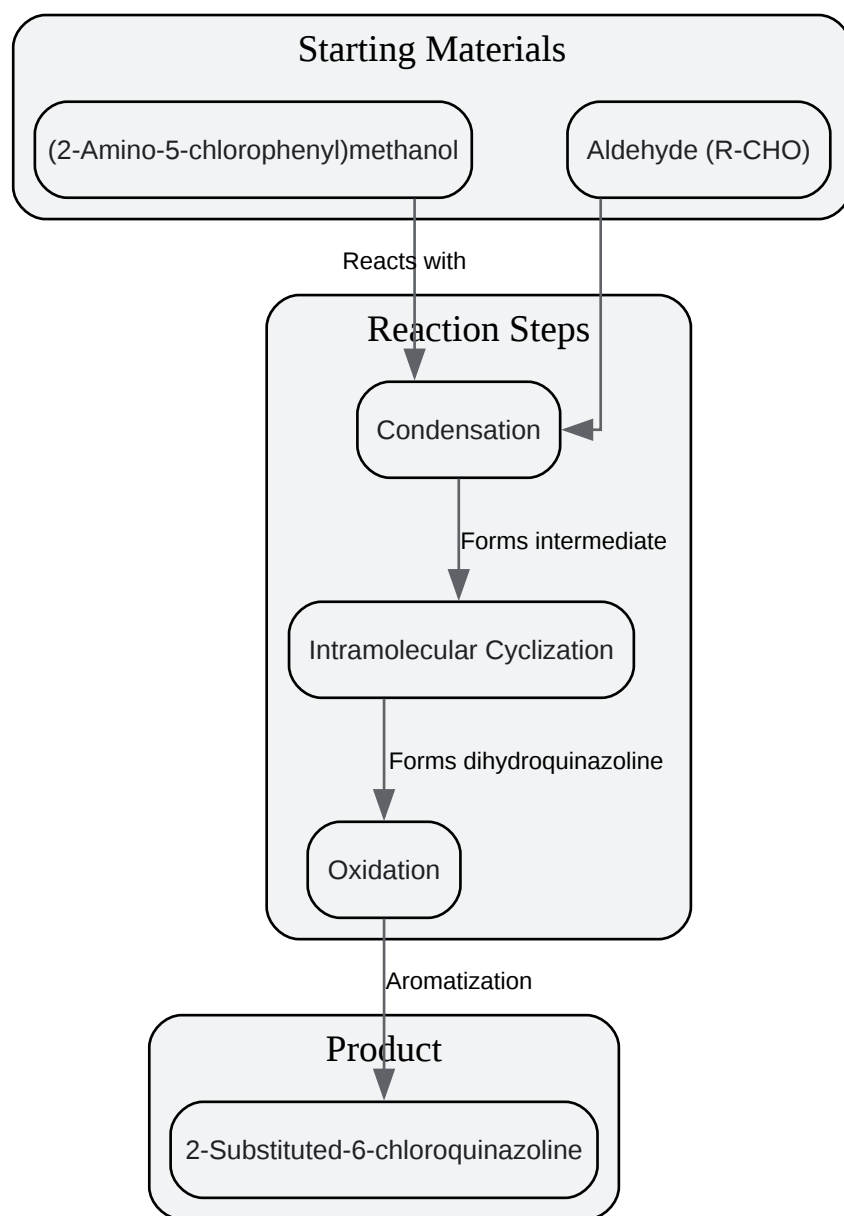 Starting Materials
(2-Amino-5-chlorophenyl)methanol
Aldehyde (R-CHO)
Reacts with
Reaction Steps
Condensation
Forms intermediate
Intramolecular Cyclization
Forms dihydroquinazoline
Oxidation
Aromatization
Product
2-Substituted-6-chloroquinazoline